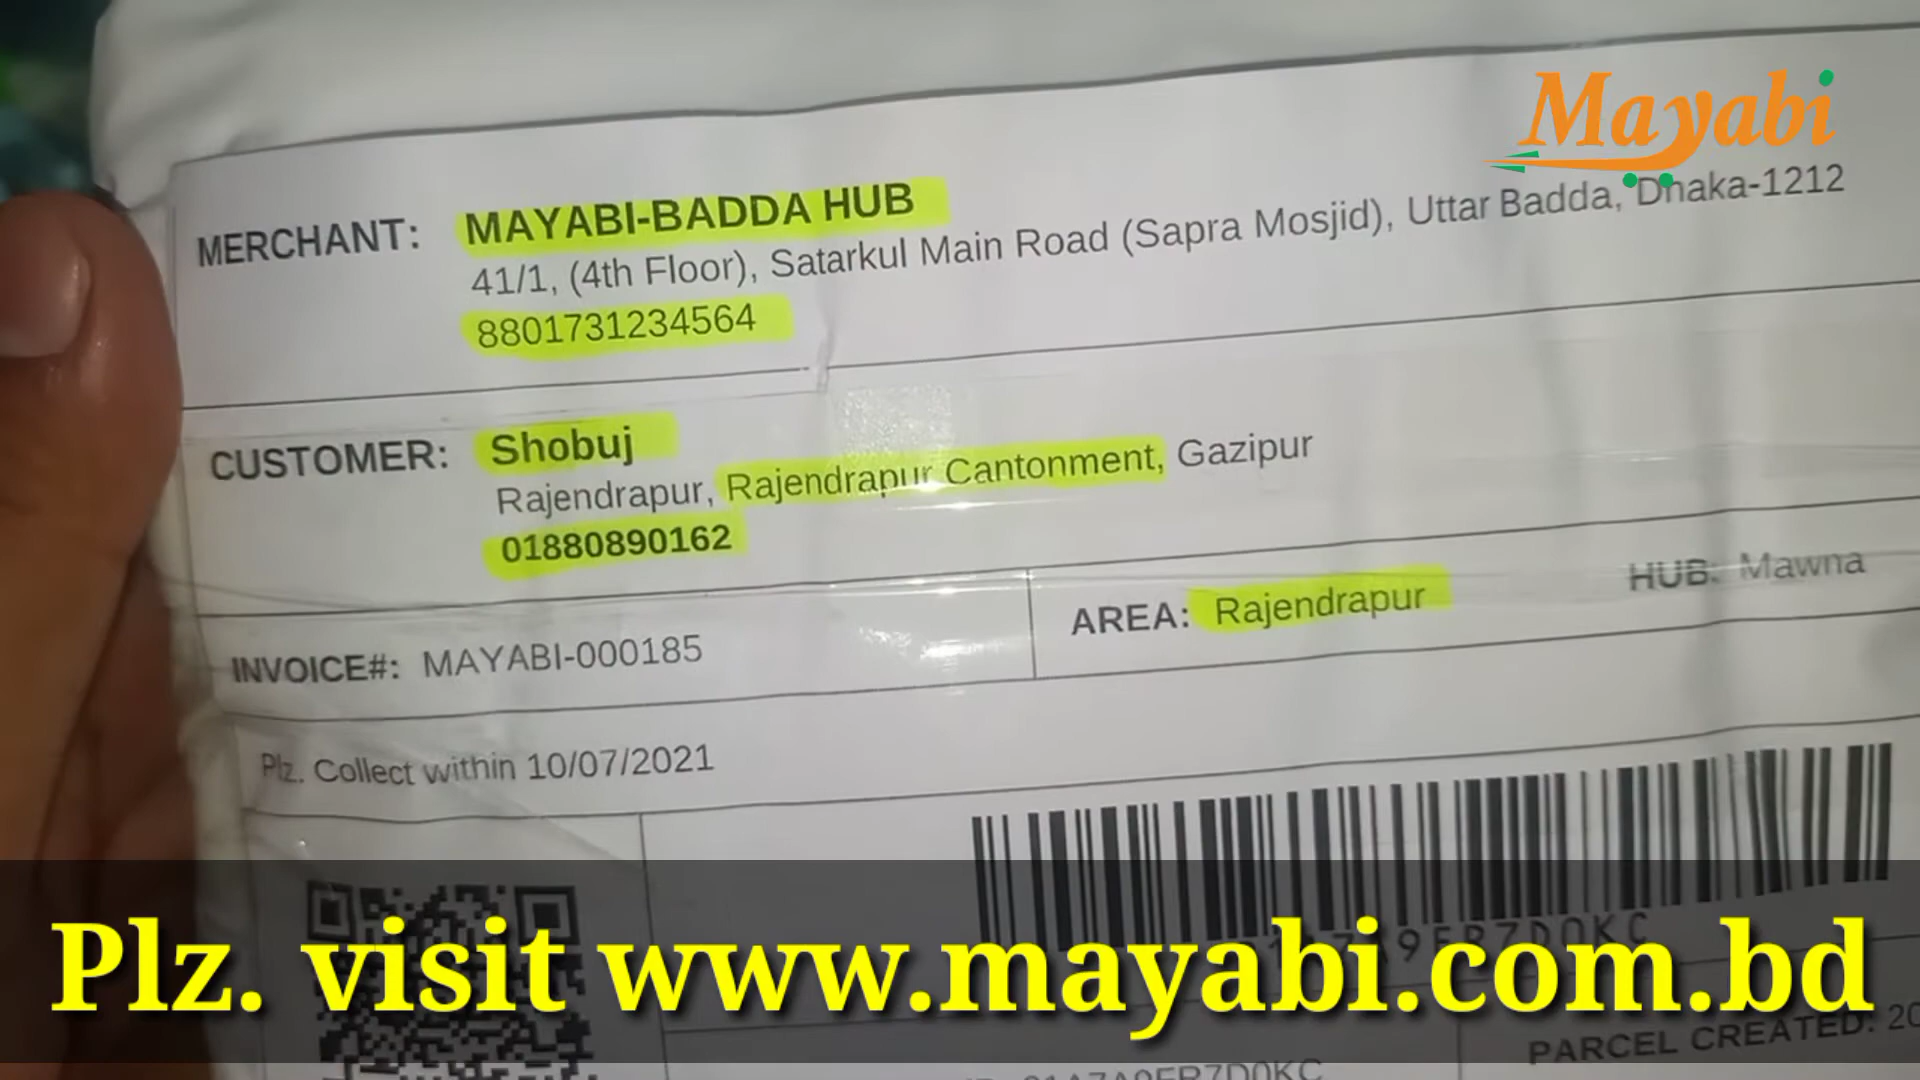 Mayabi
MERCHANT: MAYABI-BADDA HUB
41/1, (4th Floor), Satarkul Main Road (Sapra Mosjid), Uttar Badda, Dhaka-1212
8801731234564
CUSTOMER: Shobuj
Rajendrapur, Rajendrapur Cantonment, Gazipur
01880890162
INVOICE#: MAYABI-000185
AREA: Rajendrapur
HUB: Mawna
Plz. Collect within 10/07/2021
Plz. visit www.mayabi.com.bd
PARCEL CREATED: